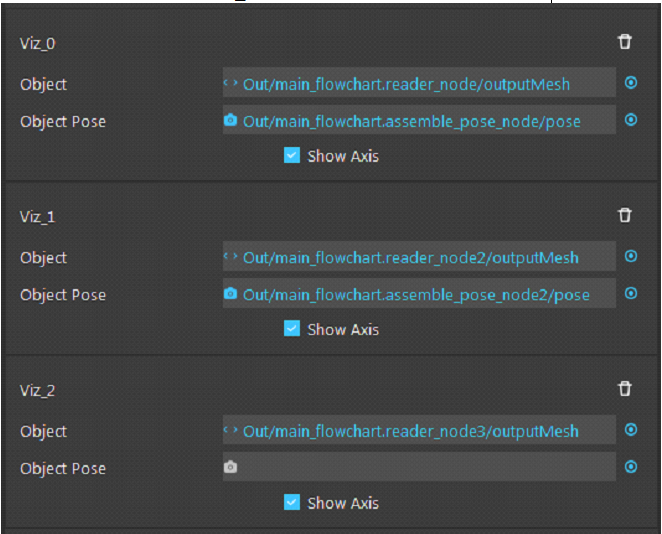 Viz_0
Object <> Out/main_flowchart.reader_node/outputMesh
Object Pose Out/main_flowchart.assemble_pose_node/pose
Show Axis
Viz_1
Object <> Out/main_flowchart.reader_node2/outputMesh
Object Pose Out/main_flowchart.assemble_pose_node2/pose
Show Axis
Viz_2
Object <> Out/main_flowchart.reader_node3/outputMesh
Object Pose
Show Axis